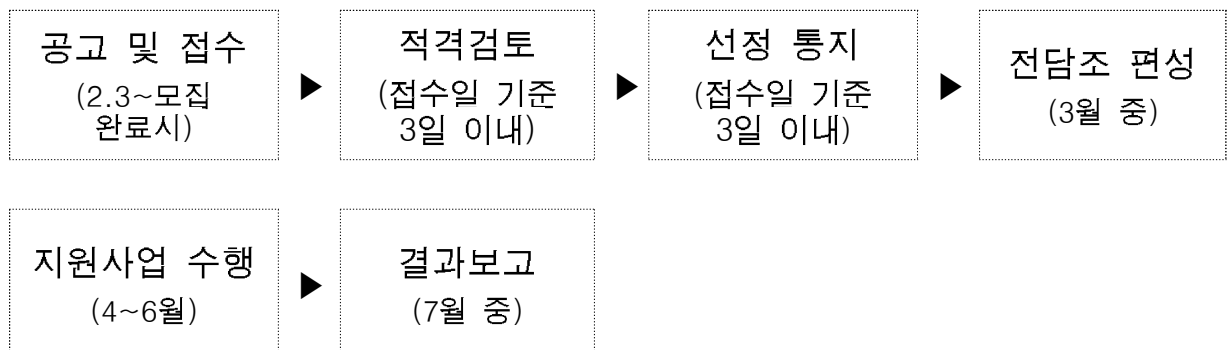 공고 및 접수
(2.3~모집
완료시)
▶
적격검토
(접수일 기준
3일 이내)
▶
선정 통지
(접수일 기준
3일 이내)
▶
전담조 편성
(3월 중)
지원사업 수행
(4~6월)
▶
결과보고
(7월 중)